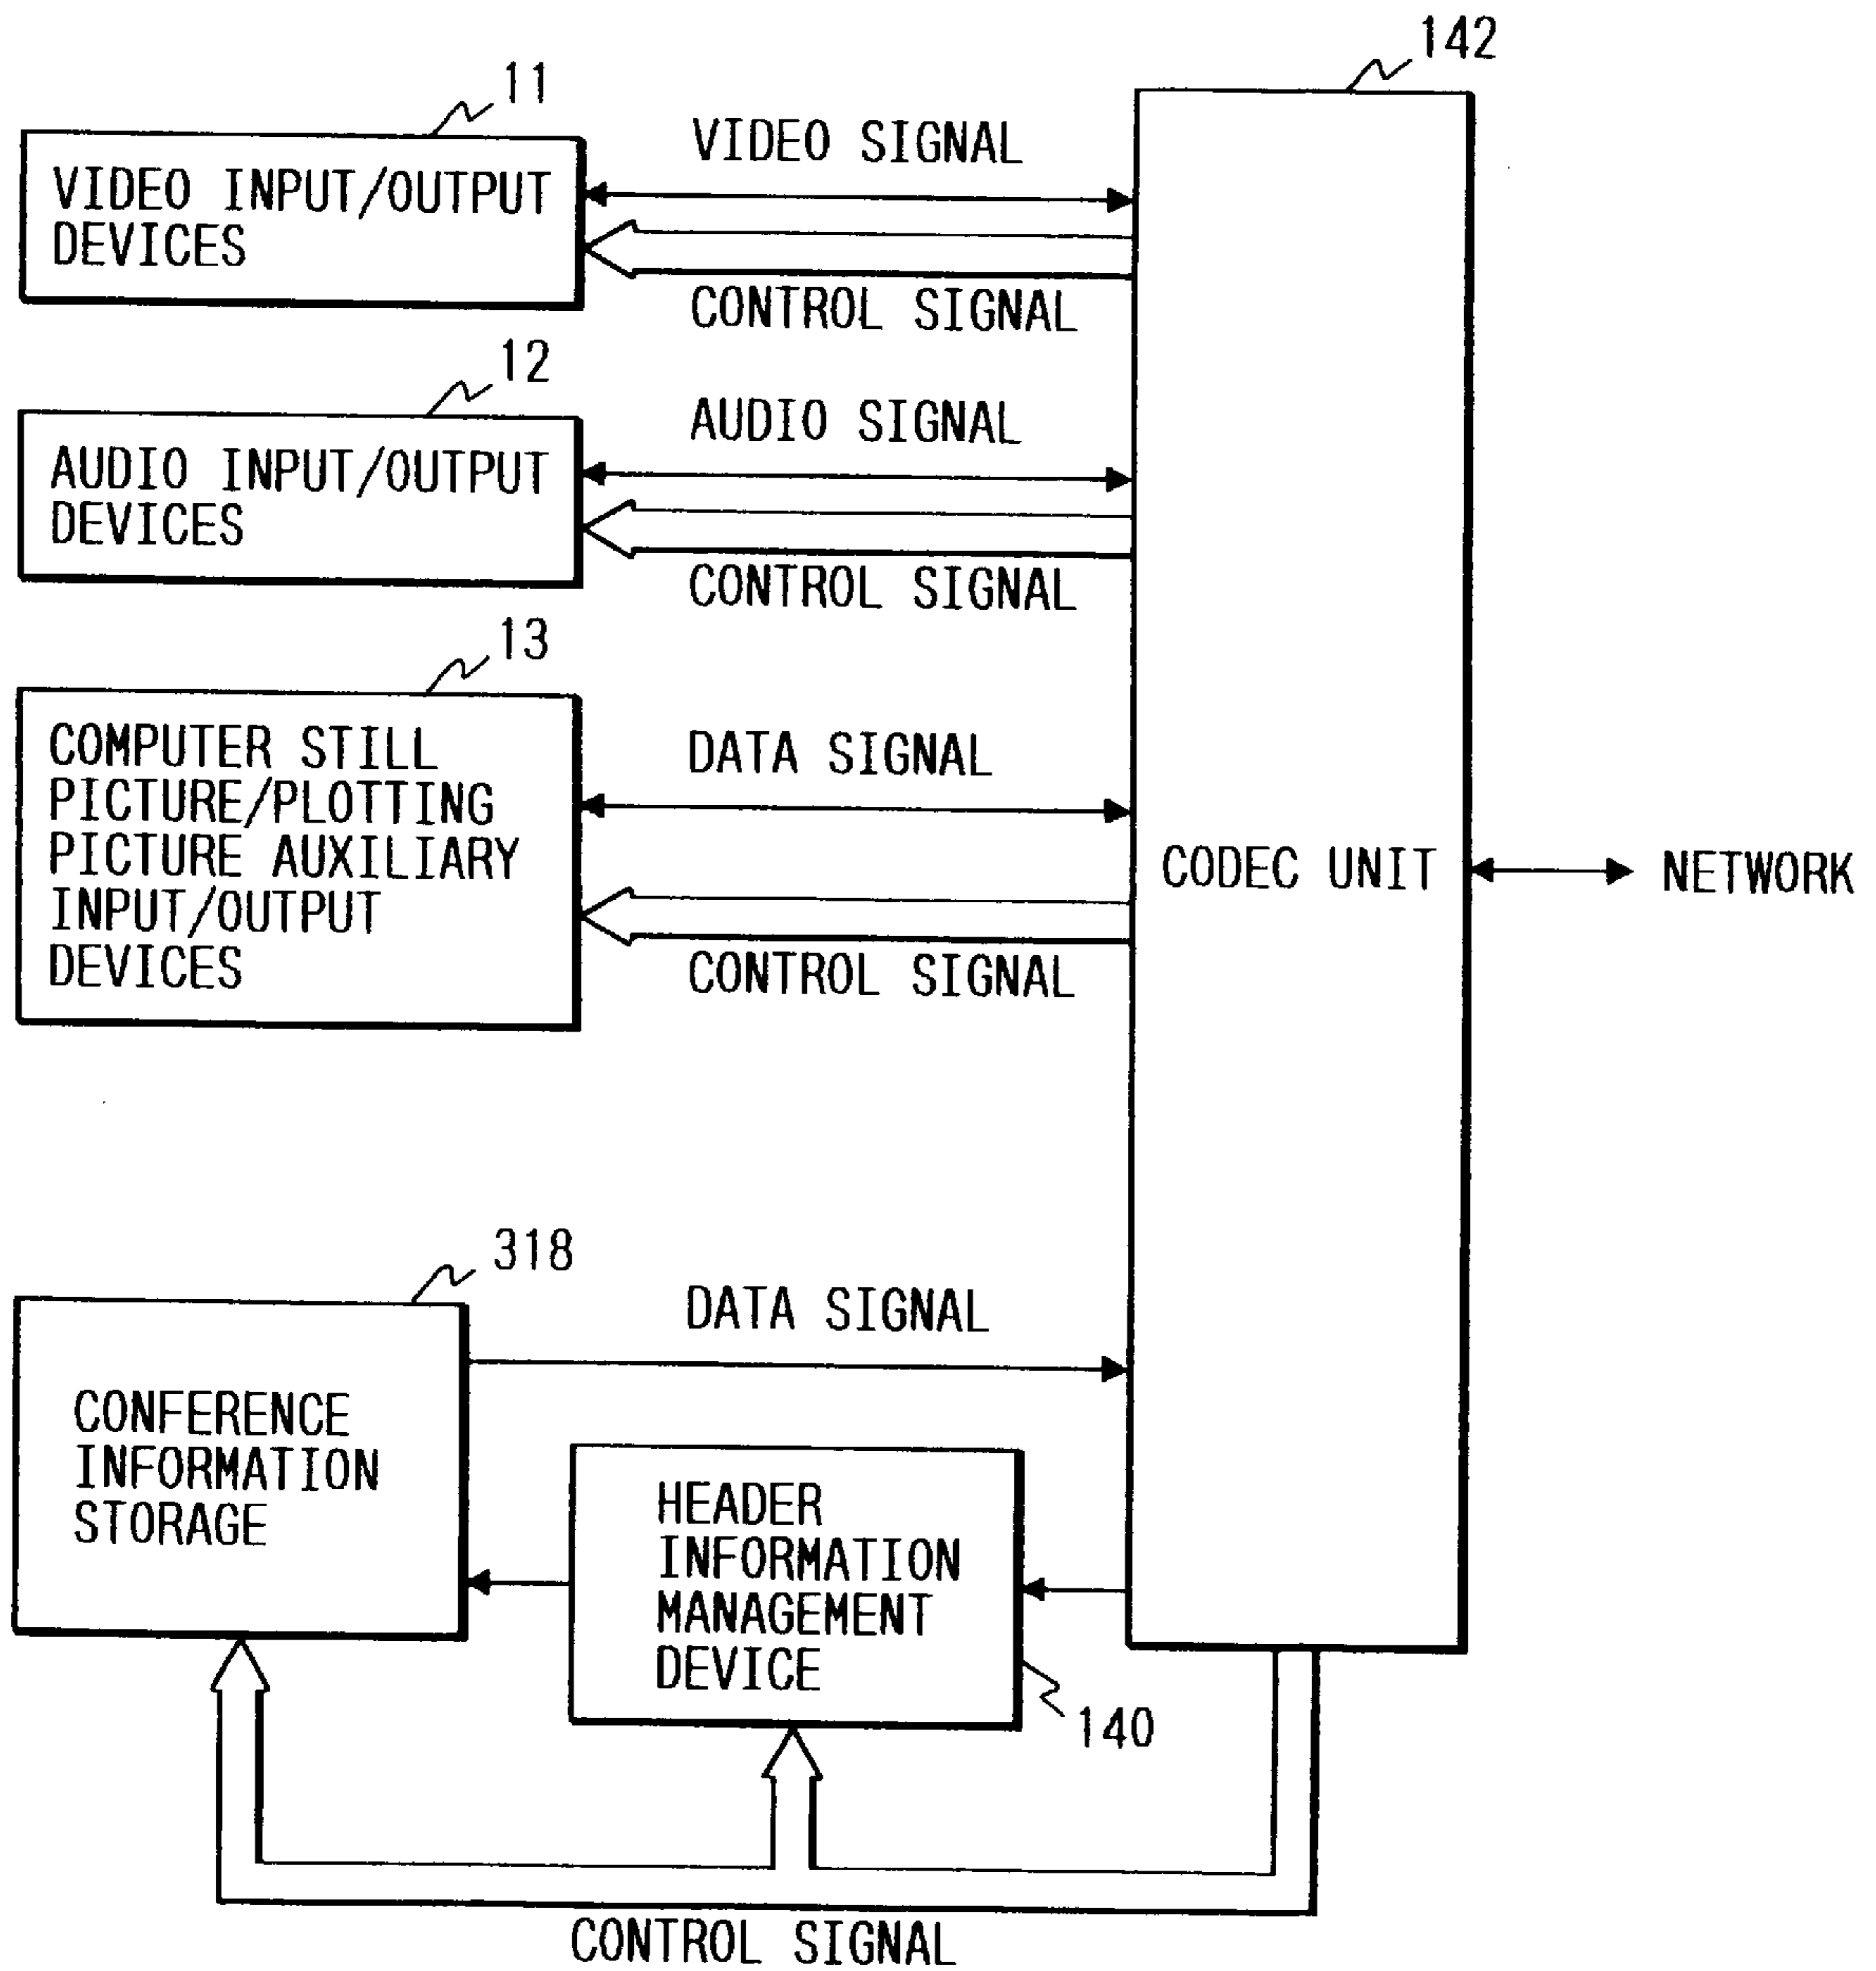 142
11
VIDEO SIGNAL
VIDEO INPUT/OUTPUT
DEVICES
CONTROL SIGNAL
12
AUDIO SIGNAL
AUDIO INPUT/OUTPUT
DEVICES
CONTROL SIGNAL
13
COMPUTER STILL
PICTURE/PLOTTING
PICTURE AUXILIARY
INPUT/OUTPUT
DEVICES
DATA SIGNAL
CONTROL SIGNAL
CODEC UNIT
NETWORK
318
DATA SIGNAL
CONFERENCE
INFORMATION
STORAGE
HEADER
INFORMATION
MANAGEMENT
DEVICE
140
CONTROL SIGNAL